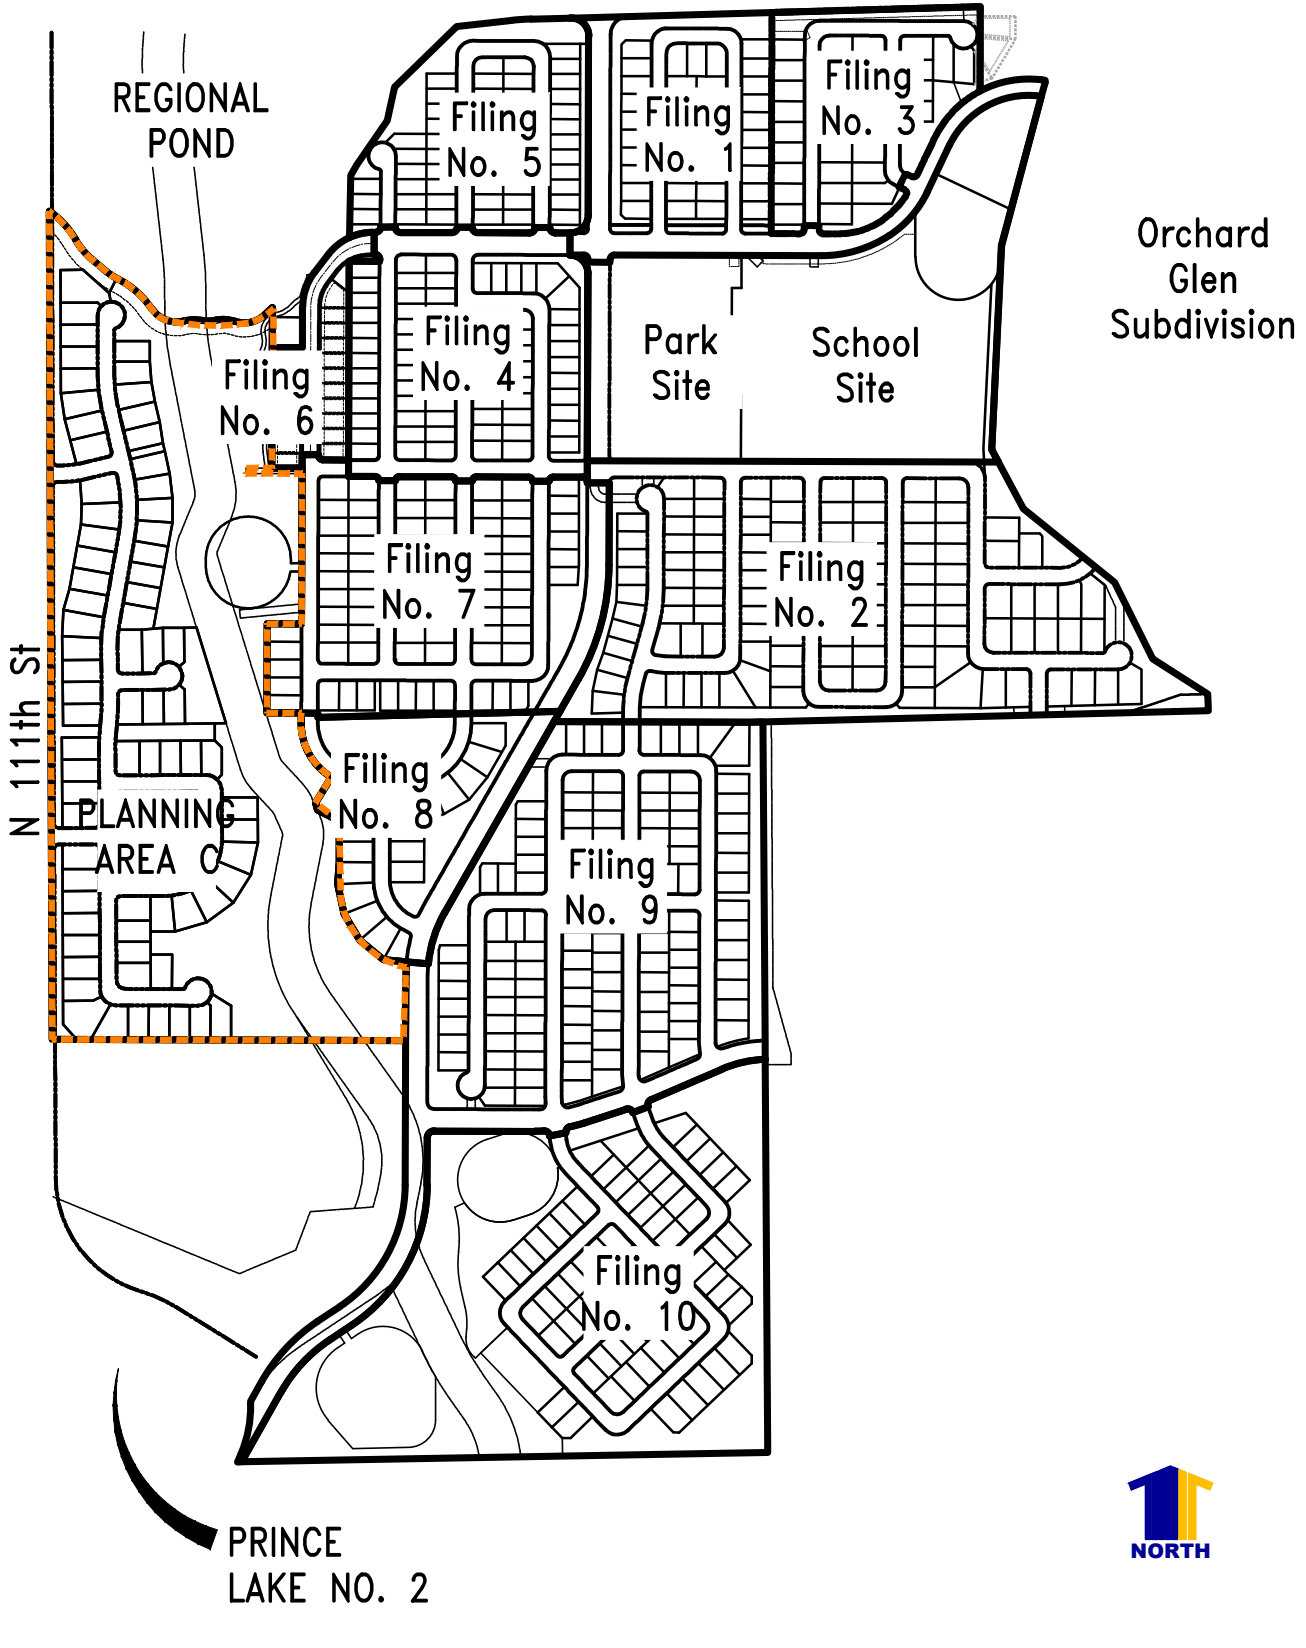 REGIONAL
POND
Filing
No. 5
Filing
No. 1
Filing
No. 3
Orchard
Glen
Subdivision
Filing
No. 6
Filing
No. 4
Park
Site
School
Site
Filing
No. 7
Filing
No. 2
N 111th St
Filing
No. 8
PLANNING
AREA C
Filing
No. 9
Filing
No. 10
PRINCE
LAKE NO. 2
NORTH